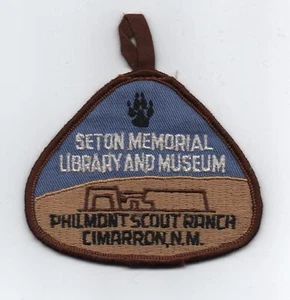 SETON MEMORIAL
LIBRARY AND MUSEUM
PHILMONT SCOUT RANCH
CIMARRON, N.M.